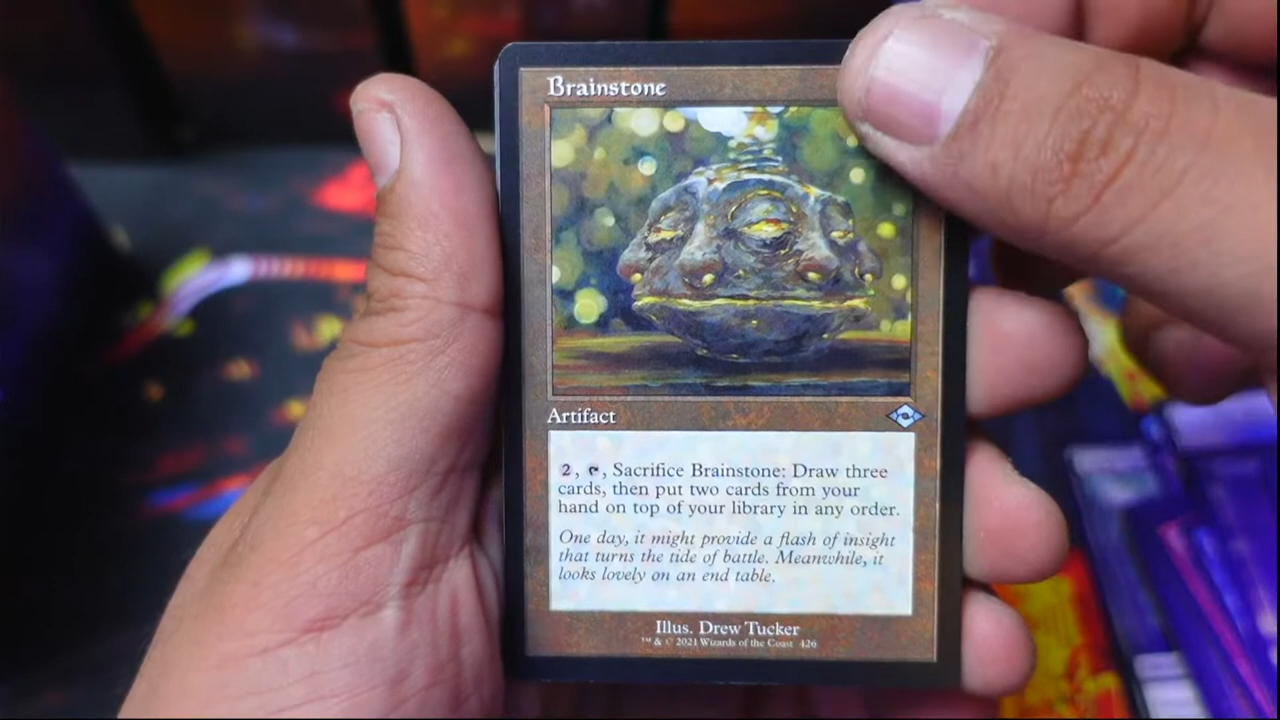 Brainstone
Artifact
2, T, Sacrifice Brainstone: Draw three
cards, then put two cards from your
hand on top of your library in any order.
One day, it might provide a flash of insight
that turns the tide of battle. Meanwhile, it
looks lovely on an end table.
Illus. Drew Tucker
™ & © 2021 Wizards of the Coast 426